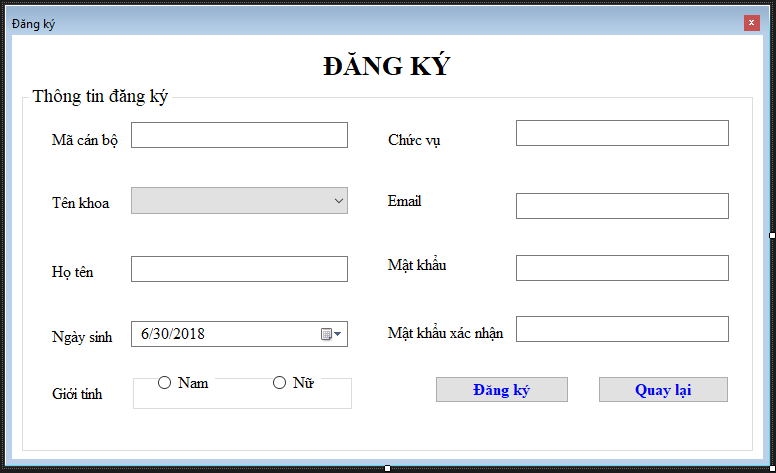 Đăng ký
ĐĂNG KÝ
Thông tin đăng ký
Mã cán bộ
Chức vụ
Tên khoa
Email
Họ tên
Mật khẩu
Ngày sinh 6/30/2018
Mật khẩu xác nhận
Giới tính Nam Nữ
Đăng ký Quay lại